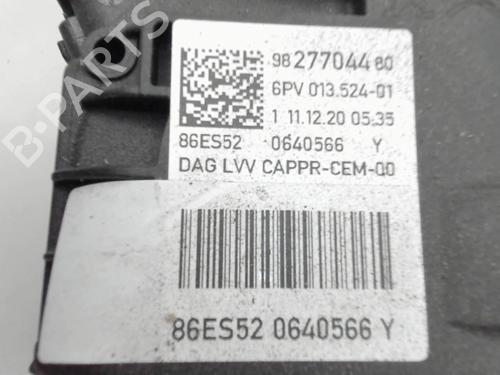 98 277044 80
6PV 013.524-01
1 11.12.20 05:35
86ES52 0640566 Y
DAG LVV CAPPR-CEM-00
86ES52 0640566 Y
B-PARTS